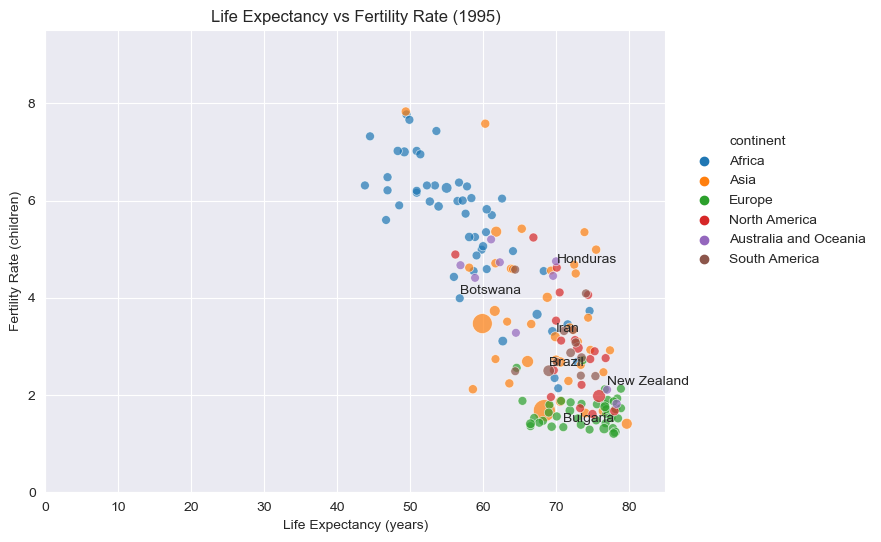 Life Expectancy vs Fertility Rate (1995)
8
6
4
2
0
Fertility Rate (children)
Honduras
Botswana
Iran
Brazil
New Zealand
Bulgaria
0 10 20 30 40 50 60 70 80
Life Expectancy (years)
continent
Africa
Asia
Europe
North America
Australia and Oceania
South America